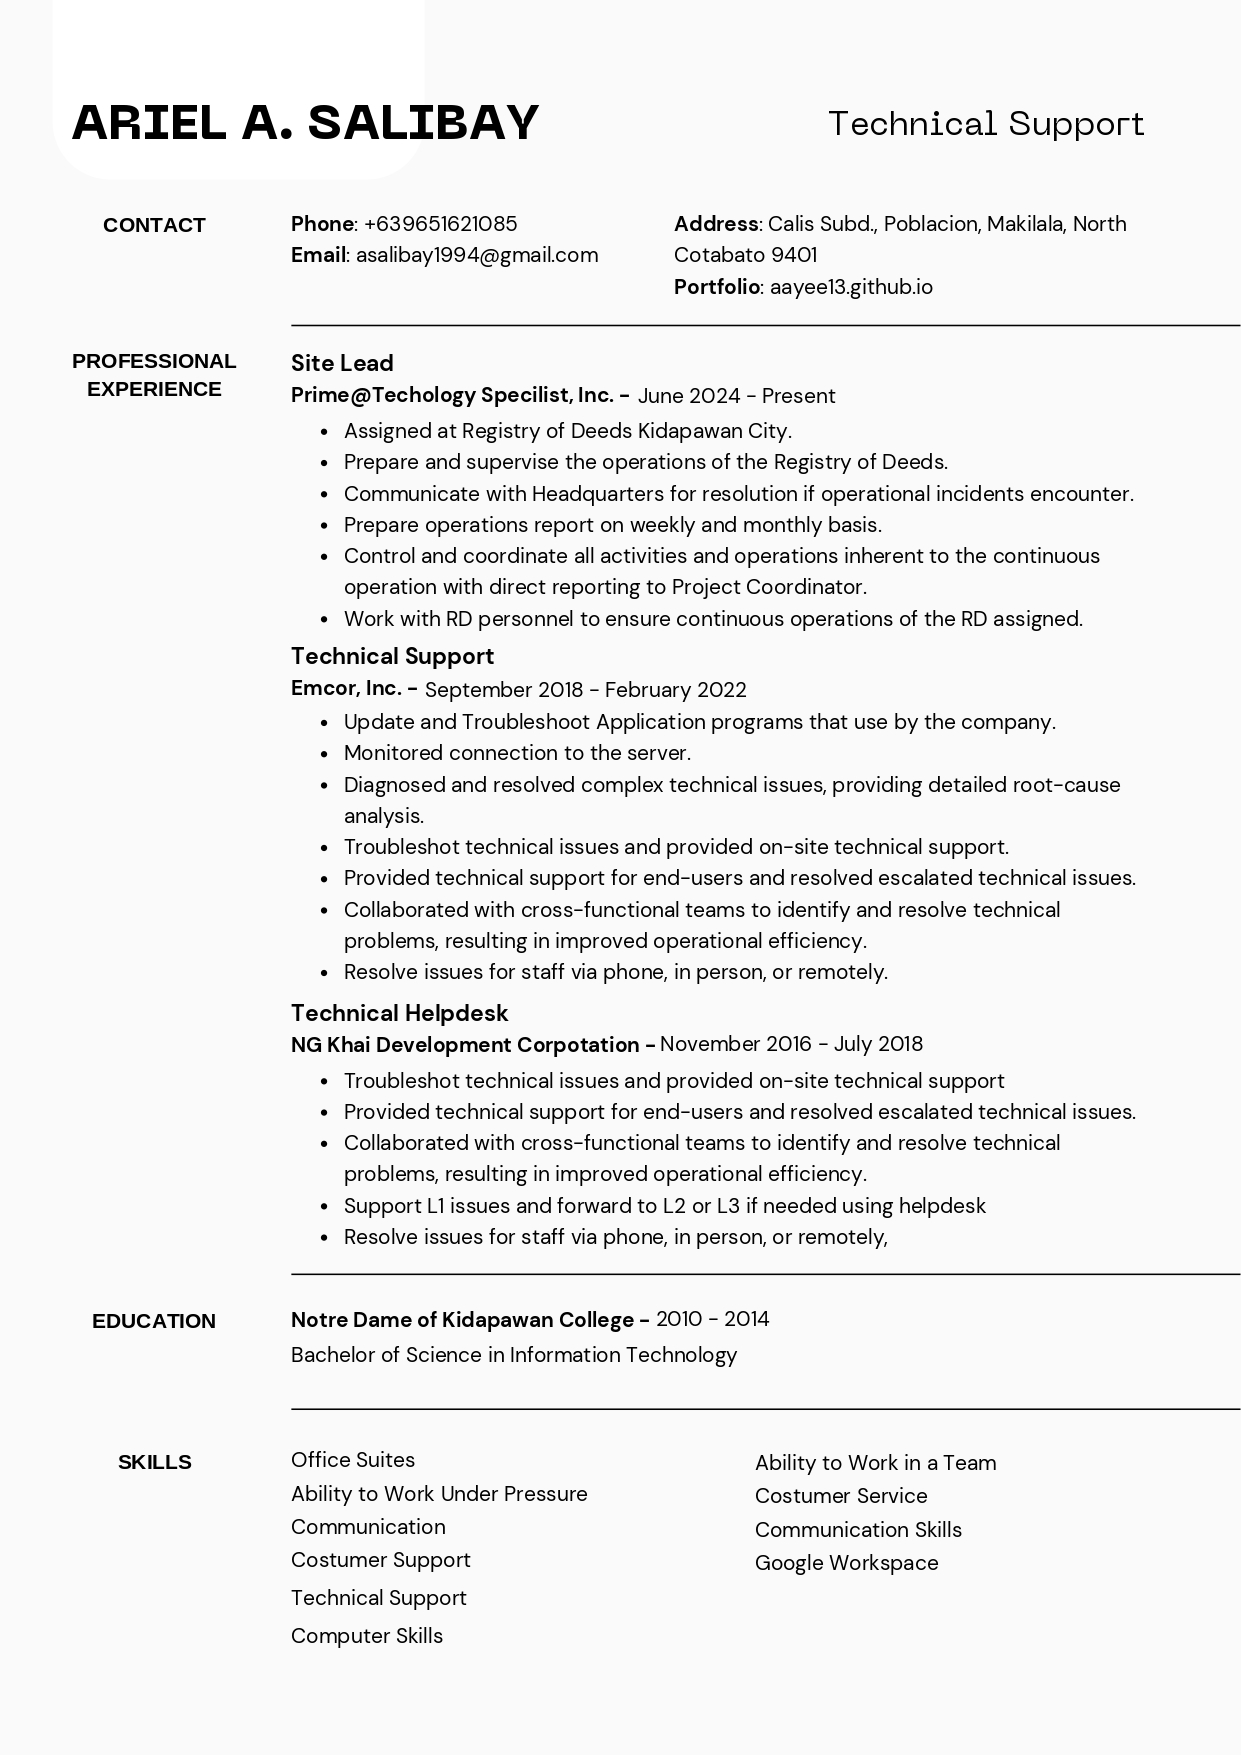 ARIEL A. SALIBAY
Technical Support
CONTACT
Phone: +639651621085
Email: asalibay1994@gmail.com
Address: Calis Subd., Poblacion, Makilala, North
Cotabato 9401
Portfolio: aayee13.github.io
PROFESSIONAL
EXPERIENCE
Site Lead
Prime@Techology Specilist, Inc. - June 2024 - Present
• Assigned at Registry of Deeds Kidapawan City.
• Prepare and supervise the operations of the Registry of Deeds.
• Communicate with Headquarters for resolution if operational incidents encounter.
• Prepare operations report on weekly and monthly basis.
• Control and coordinate all activities and operations inherent to the continuous
operation with direct reporting to Project Coordinator.
• Work with RD personnel to ensure continuous operations of the RD assigned.
Technical Support
Emcor, Inc. - September 2018 - February 2022
• Update and Troubleshoot Application programs that use by the company.
• Monitored connection to the server.
• Diagnosed and resolved complex technical issues, providing detailed root-cause
analysis.
• Troubleshot technical issues and provided on-site technical support.
• Provided technical support for end-users and resolved escalated technical issues.
• Collaborated with cross-functional teams to identify and resolve technical
problems, resulting in improved operational efficiency.
• Resolve issues for staff via phone, in person, or remotely.
Technical Helpdesk
NG Khai Development Corpotation - November 2016 - July 2018
• Troubleshot technical issues and provided on-site technical support
• Provided technical support for end-users and resolved escalated technical issues.
• Collaborated with cross-functional teams to identify and resolve technical
problems, resulting in improved operational efficiency.
• Support L1 issues and forward to L2 or L3 if needed using helpdesk
• Resolve issues for staff via phone, in person, or remotely,
EDUCATION
Notre Dame of Kidapawan College - 2010 - 2014
Bachelor of Science in Information Technology
SKILLS
Office Suites
Ability to Work Under Pressure
Communication
Costumer Support
Technical Support
Computer Skills
Ability to Work in a Team
Costumer Service
Communication Skills
Google Workspace